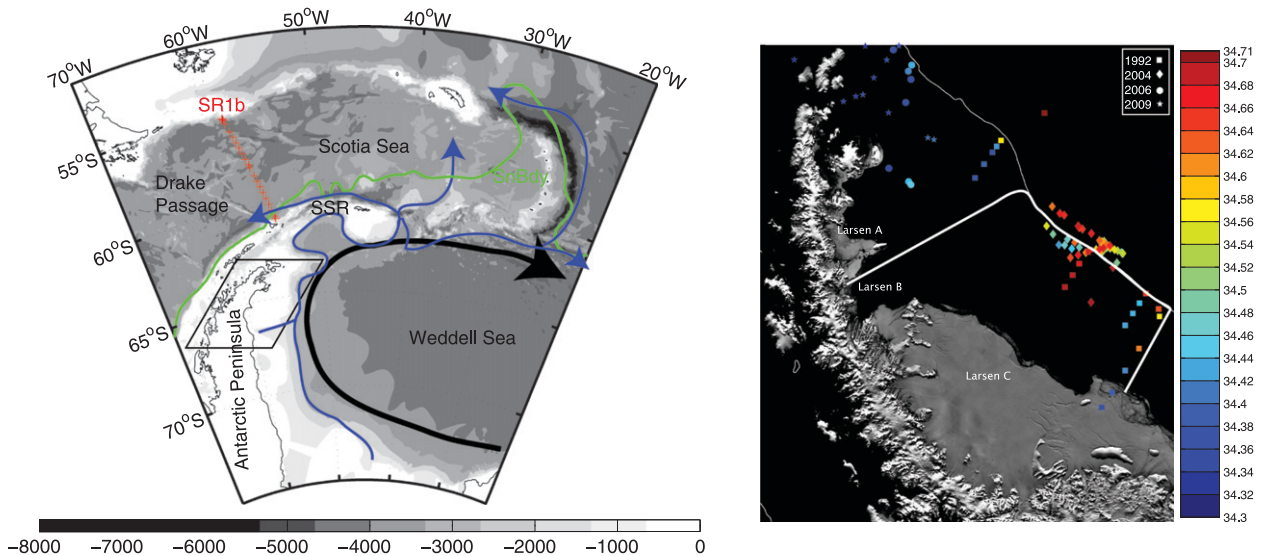 70°W
60°W
50°W
40°W
30°W
20°W
55°S
60°S
65°S
70°S
SR1b
Scotia Sea
Drake
Passage
SSR
SnBdy
Weddell Sea
Antarctic Peninsula
−8000
−7000
−6000
−5000
−4000
−3000
−2000
−1000
0
1992
2004
2006
2009
Larsen A
Larsen B
Larsen C
34.71
34.7
34.68
34.66
34.64
34.62
34.6
34.58
34.56
34.54
34.52
34.5
34.48
34.46
34.44
34.42
34.4
34.38
34.36
34.34
34.32
34.3